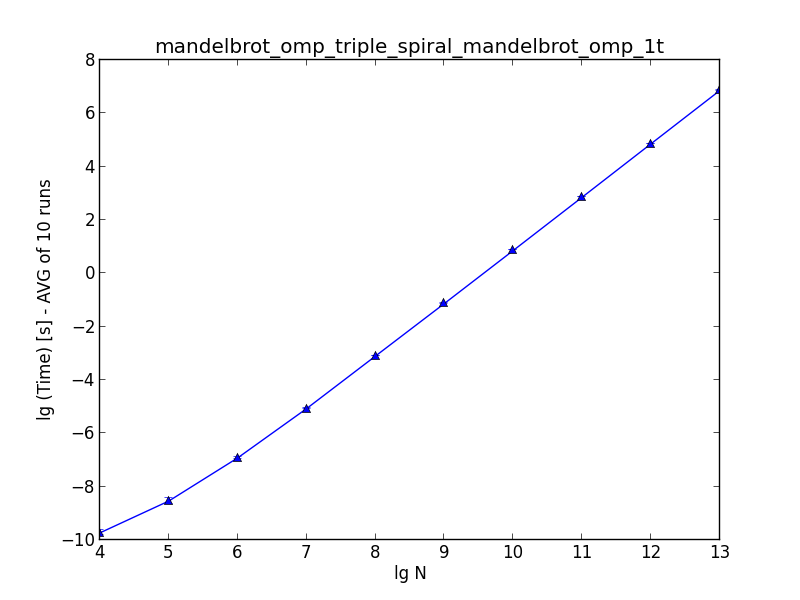 mandelbrot_omp_triple_spiral_mandelbrot_omp_1t
8
6
4
2
0
−2
−4
−6
−8
−10
lg (Time) [s] - AVG of 10 runs
4 5 6 7 8 9 10 11 12 13
lg N